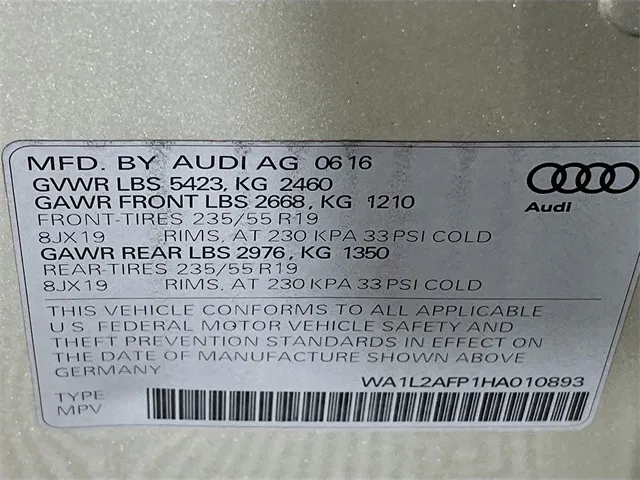 MFD. BY AUDI AG 06 16
GVWR LBS 5423, KG 2460
GAWR FRONT LBS 2668, KG 1210
FRONT-TIRES 235/55 R19
8JX19 RIMS, AT 230 KPA 33 PSI COLD
GAWR REAR LBS 2976, KG 1350
REAR-TIRES 235/55 R19
8JX19 RIMS, AT 230 KPA 33 PSI COLD
Audi
THIS VEHICLE CONFORMS TO ALL APPLICABLE
U.S. FEDERAL MOTOR VEHICLE SAFETY AND
THEFT PREVENTION STANDARDS IN EFFECT ON
THE DATE OF MANUFACTURE SHOWN ABOVE
GERMANY
WA1L2AFP1HA010893
TYPE
MPV